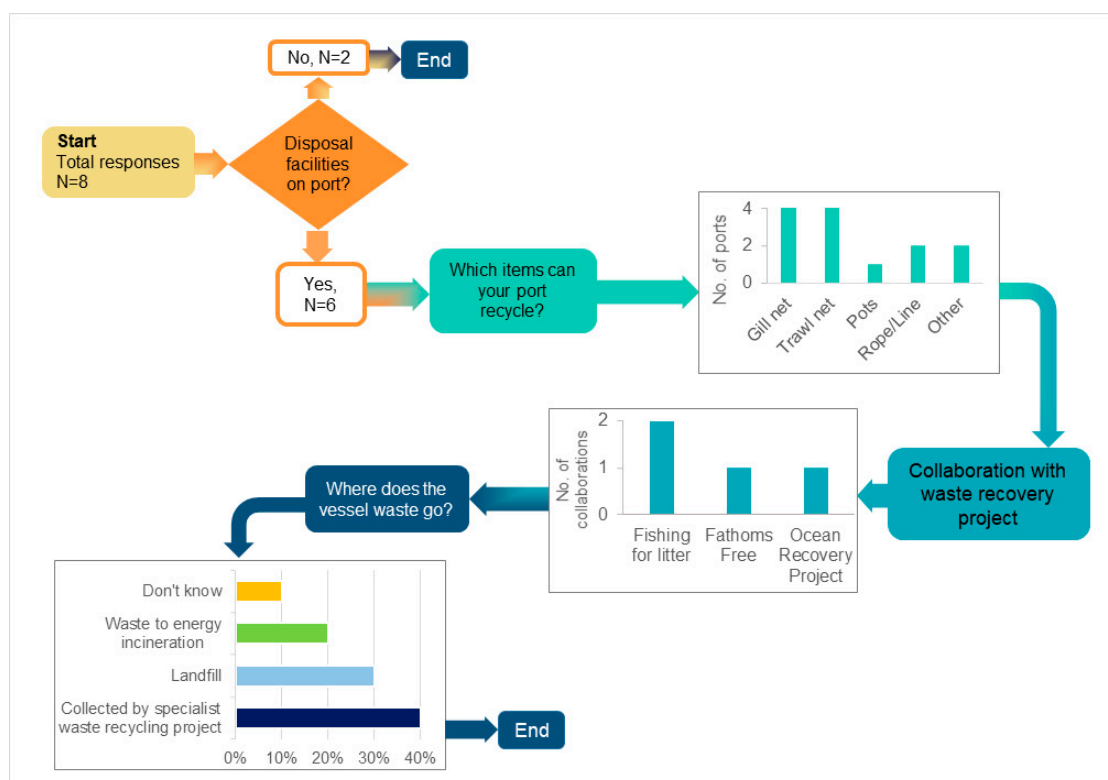 No, N=2
End
Start
Total responses
N=8
Disposal
facilities
on port?
Yes,
N=6
Which items can
your port
recycle?
No. of ports
4
2
0
Gill net
Trawl net
Pots
Rope/Line
Other
Collaboration with
waste recovery
project
No. of
collaborations
2
1
0
Fishing
for litter
Fathoms
Free
Ocean
Recovery
Project
Where does the
vessel waste go?
Don't know
Waste to energy
incineration
Landfill
Collected by specialist
waste recycling project
0% 10% 20% 30% 40%
End